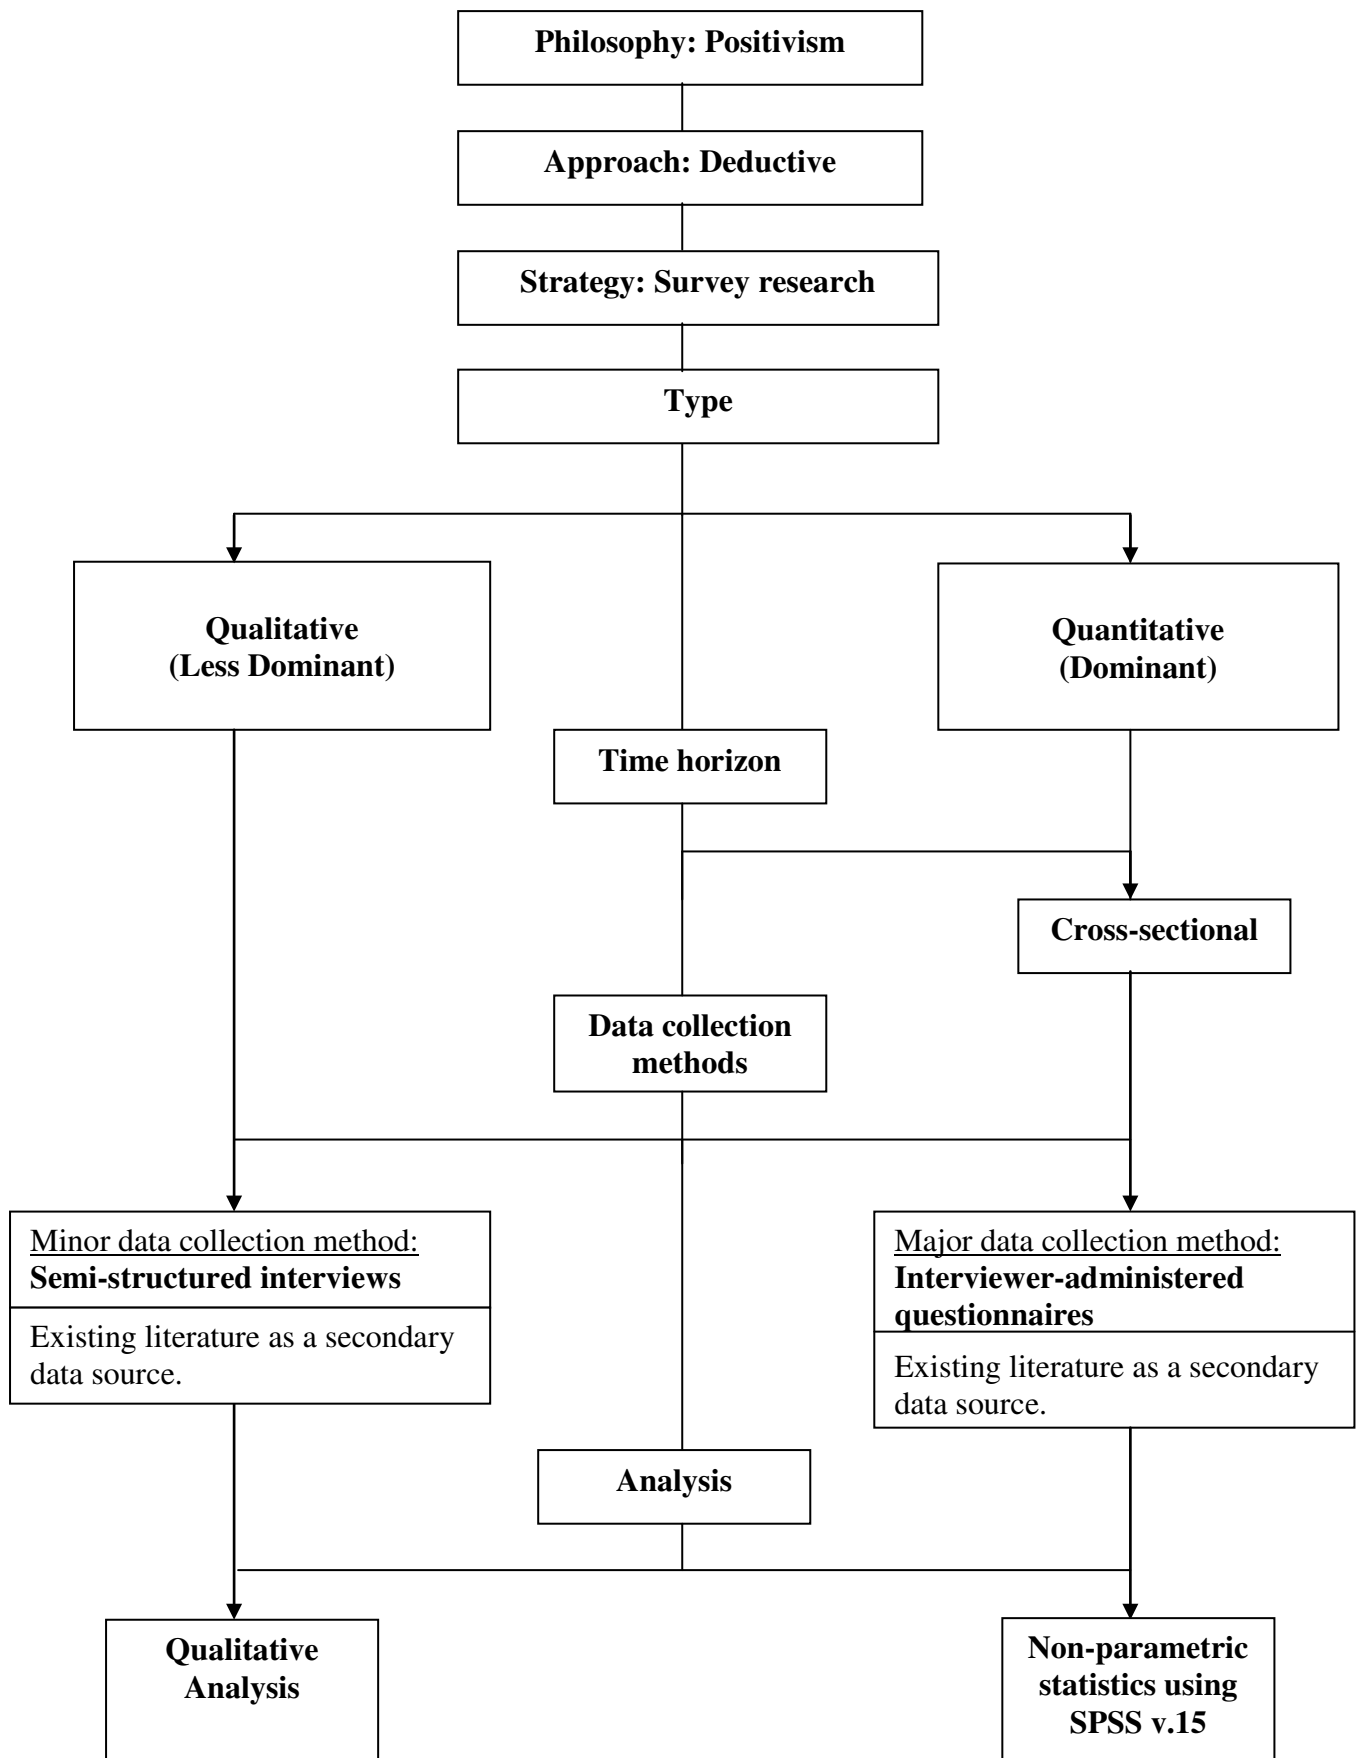 Philosophy: Positivism
Approach: Deductive
Strategy: Survey research
Type
Qualitative
(Less Dominant)
Quantitative
(Dominant)
Time horizon
Cross-sectional
Data collection
methods
Minor data collection method:
Semi-structured interviews
Existing literature as a secondary
data source.
Major data collection method:
Interviewer-administered
questionnaires
Existing literature as a secondary
data source.
Analysis
Qualitative
Analysis
Non-parametric
statistics using
SPSS v.15